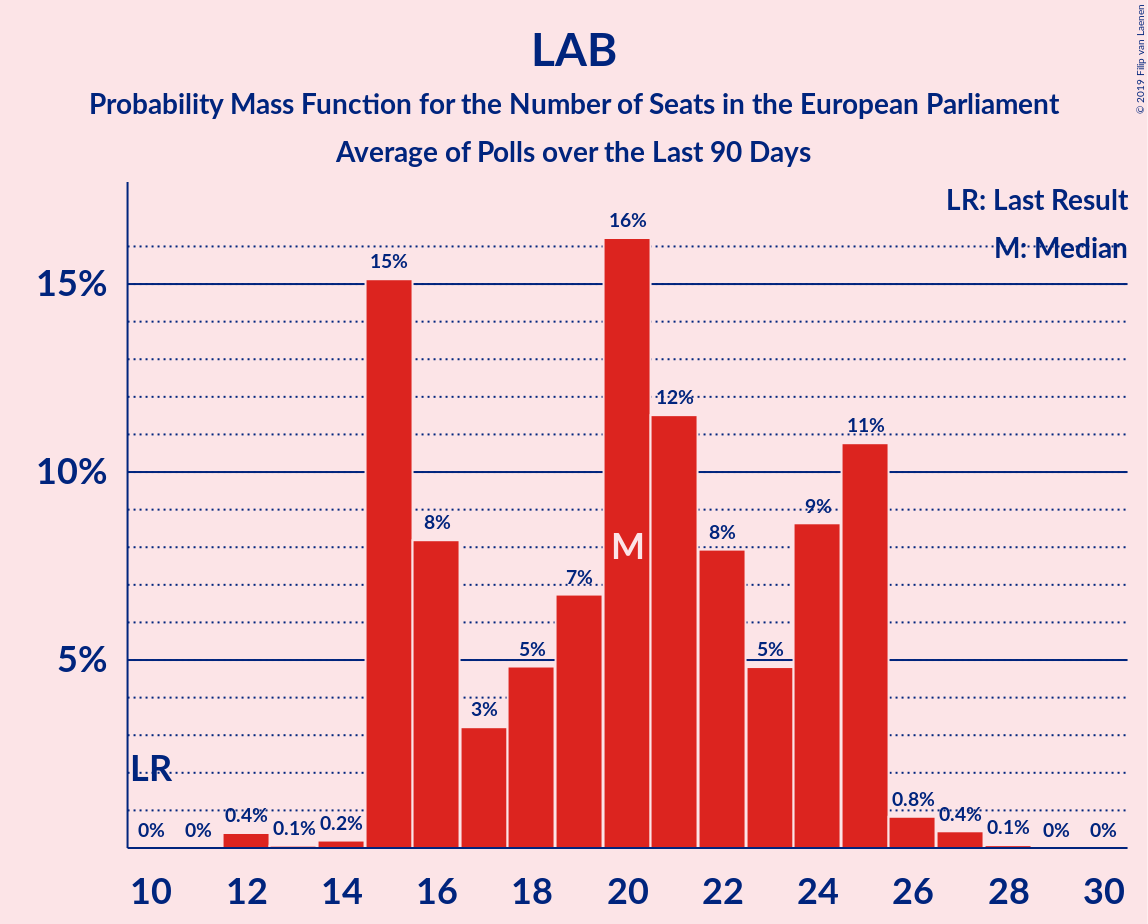 LAB
Probability Mass Function for the Number of Seats in the European Parliament
Average of Polls over the Last 90 Days
© 2019 Filip van Laenen
LR: Last Result
M: Median
15%
10%
5%
16%
15%
12%
11%
9%
8%
8%
7%
5%
5%
3%
M
LR
0%
0%
0.4%
0.1%
0.2%
0.8%
0.4%
0.1%
0%
0%
10 12 14 16 18 20 22 24 26 28 30